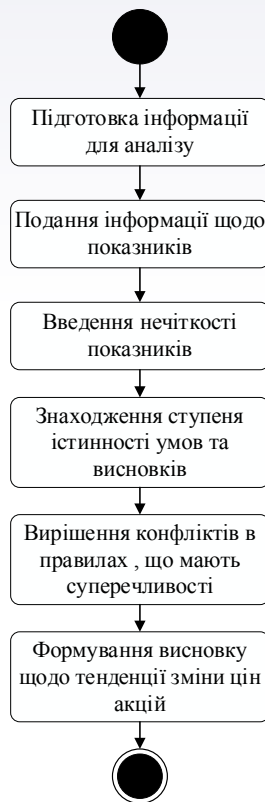 Підготовка інформації
для аналізу
Подання інформації щодо
показників
Введення нечіткості
показників
Знаходження ступеня
істинності умов та
висновків
Вирішення конфліктів в
правилах , що мають
суперечливості
Формування висновку
щодо тенденції зміни цін
акцій